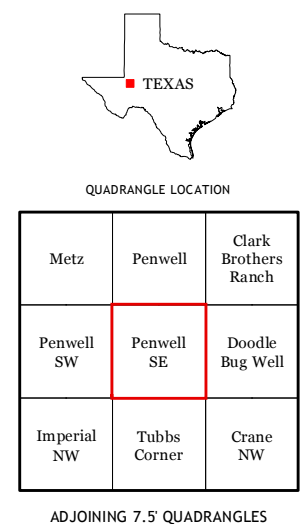 TEXAS
QUADRANGLE LOCATION
Metz
Penwell
Clark
Brothers
Ranch
Penwell
SW
Penwell
SE
Doodle
Bug Well
Imperial
NW
Tubbs
Corner
Crane
NW
ADJOINING 7.5' QUADRANGLES